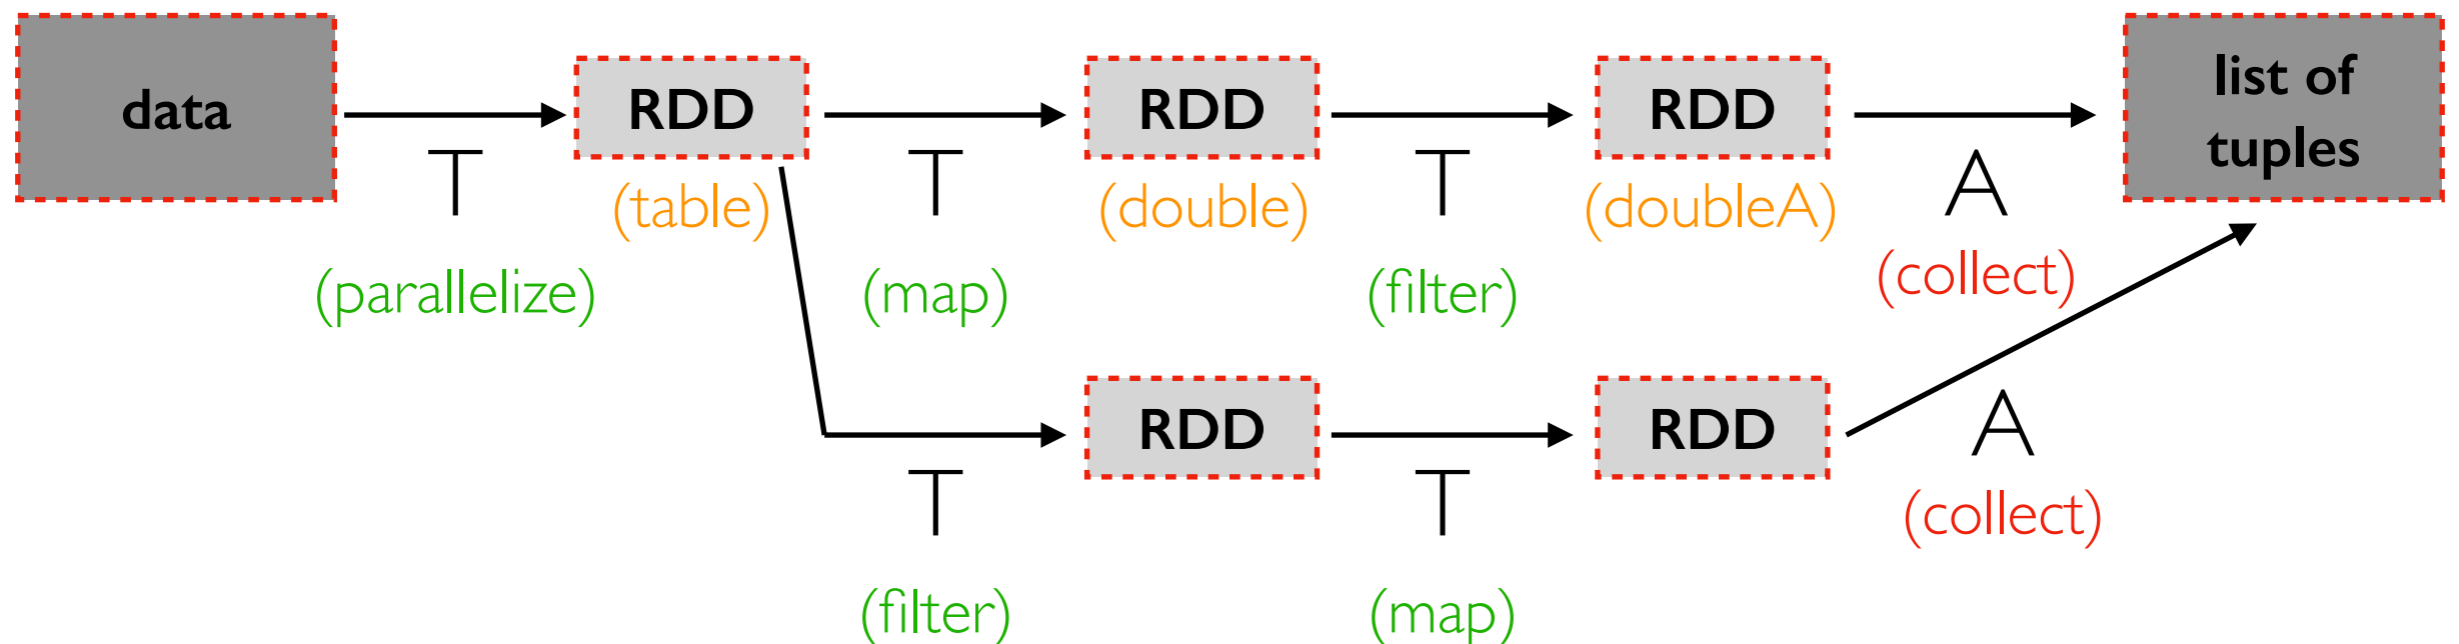 data
RDD
RDD
RDD
list of
tuples
T
T
T
A
(table)
(double)
(doubleA)
(parallelize)
(map)
(filter)
(collect)
RDD
RDD
T
T
A
(collect)
(filter)
(map)